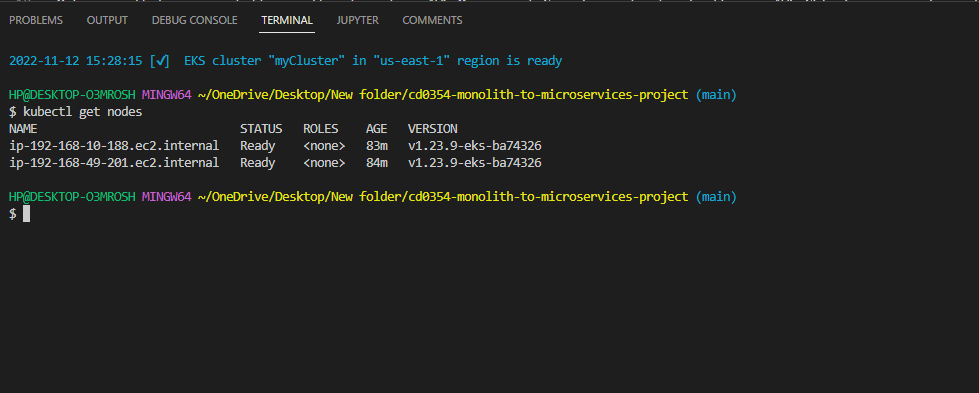 PROBLEMS OUTPUT DEBUG CONSOLE TERMINAL JUPYTER COMMENTS
2022-11-12 15:28:15 [✔]  EKS cluster "myCluster" in "us-east-1" region is ready
HP@DESKTOP-O3MROSH MINGW64 ~/OneDrive/Desktop/New folder/cd0354-monolith-to-microservices-project (main)
$ kubectl get nodes
NAME STATUS ROLES AGE VERSION
ip-192-168-10-188.ec2.internal Ready <none> 83m v1.23.9-eks-ba74326
ip-192-168-49-201.ec2.internal Ready <none> 84m v1.23.9-eks-ba74326
HP@DESKTOP-O3MROSH MINGW64 ~/OneDrive/Desktop/New folder/cd0354-monolith-to-microservices-project (main)
$